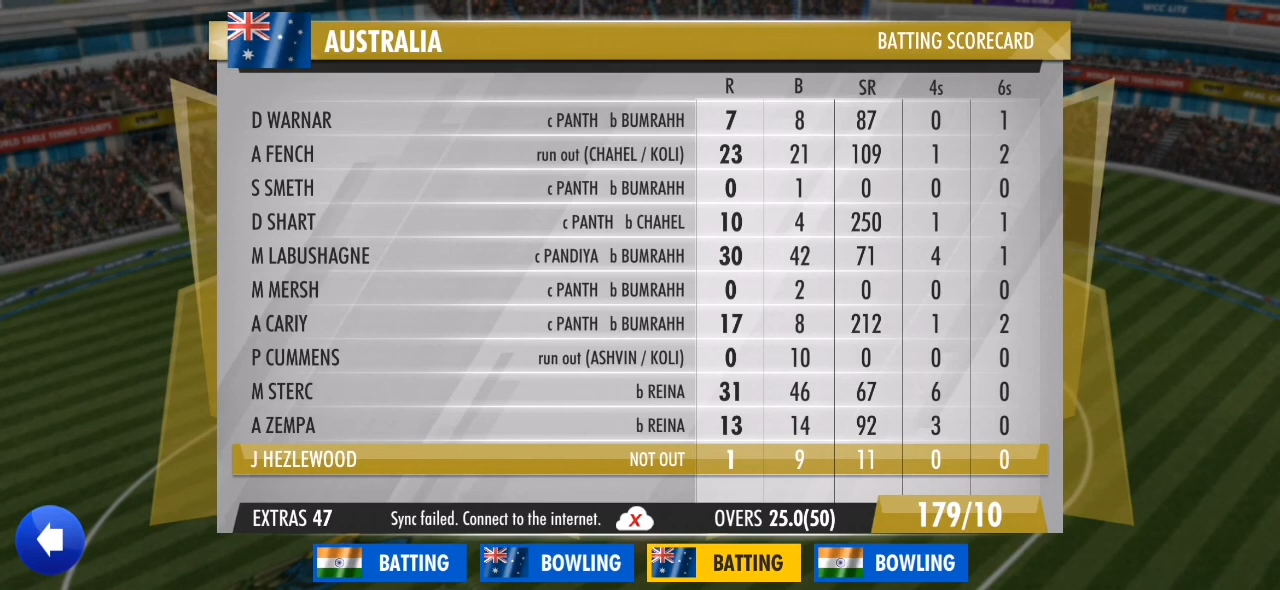 WCC LITE
AUSTRALIA BATTING SCORECARD
R B SR 4s 6s
D WARNAR c PANTH b BUMRAHH 7 8 87 0 1
A FENCH run out (CHAHEL / KOLI) 23 21 109 1 2
S SMETH c PANTH b BUMRAHH 0 1 0 0 0
D SHART c PANTH b CHAHEL 10 4 250 1 1
M LABUSHAGNE c PANDIYA b BUMRAHH 30 42 71 4 1
M MERSH c PANTH b BUMRAHH 0 2 0 0 0
A CARIY c PANTH b BUMRAHH 17 8 212 1 2
P CUMMENS run out (ASHVIN / KOLI) 0 10 0 0 0
M STERC b REINA 31 46 67 6 0
A ZEMPA b REINA 13 14 92 3 0
J HEZLEWOOD NOT OUT 1 9 11 0 0
EXTRAS 47 Sync failed. Connect to the internet. X OVERS 25.0(50) 179/10
BATTING BOWLING BATTING BOWLING